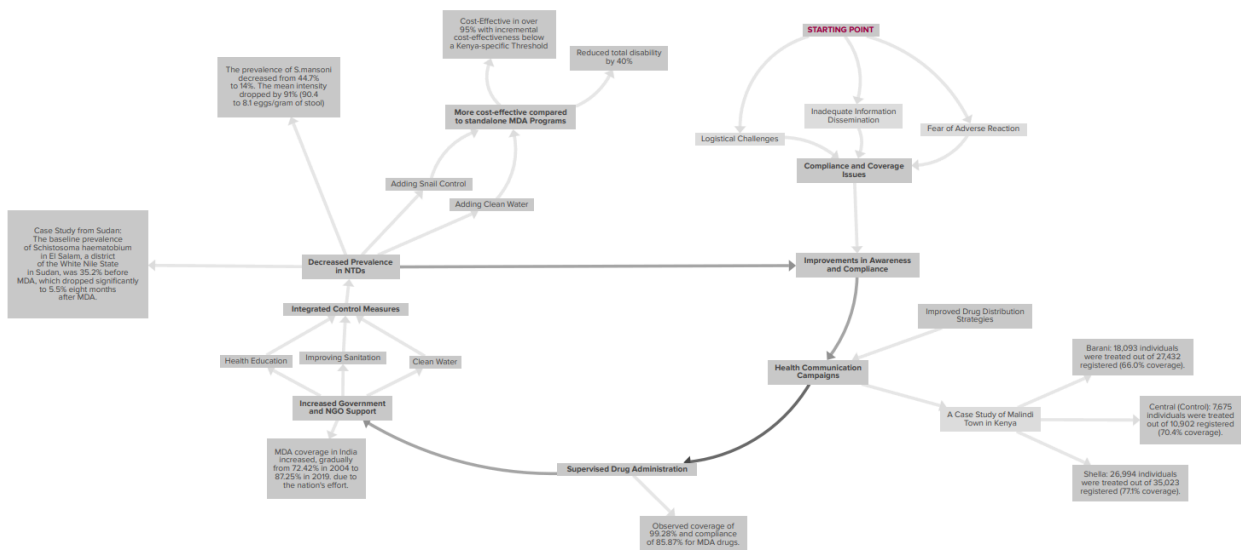 Cost-Effective in over
95% with incremental
cost-effectiveness below
a Kenya-specific Threshold
STARTING POINT
Reduced total disability
by 40%
The prevalence of S.mansoni
decreased from 44.7%
to 14%. The mean intensity
dropped by 91% (90.4
to 8.1 eggs/gram of stool)
More cost-effective compared
to standalone MDA Programs
Inadequate Information
Dissemination
Logistical Challenges
Fear of Adverse Reaction
Compliance and Coverage
Issues
Adding Snail Control
Adding Clean Water
Case Study from Sudan:
The baseline prevalence
of Schistosoma haematobium
in El Salam, a district
of the White Nile State
in Sudan, was 35.2% before
MDA, which dropped significantly
to 5.5% eight months
after MDA.
Decreased Prevalence
in NTDs
Improvements in Awareness
and Compliance
Integrated Control Measures
Improved Drug Distribution
Strategies
Health Education
Improving Sanitation
Clean Water
Health Communication
Campaigns
Barani: 18,093 individuals
were treated out of 27,432
registered (66.0% coverage).
Increased Government
and NGO Support
A Case Study of Malindi
Town in Kenya
Central (Control): 7,675
individuals were treated
out of 10,902 registered
(70.4% coverage).
MDA coverage in India
increased, gradually
from 72.42% in 2004 to
87.25% in 2019. due to
the nation's effort.
Supervised Drug Administration
Shella: 26,994 individuals
were treated out of 35,023
registered (77.1% coverage).
Observed coverage of
99.28% and compliance
of 85.87% for MDA drugs.